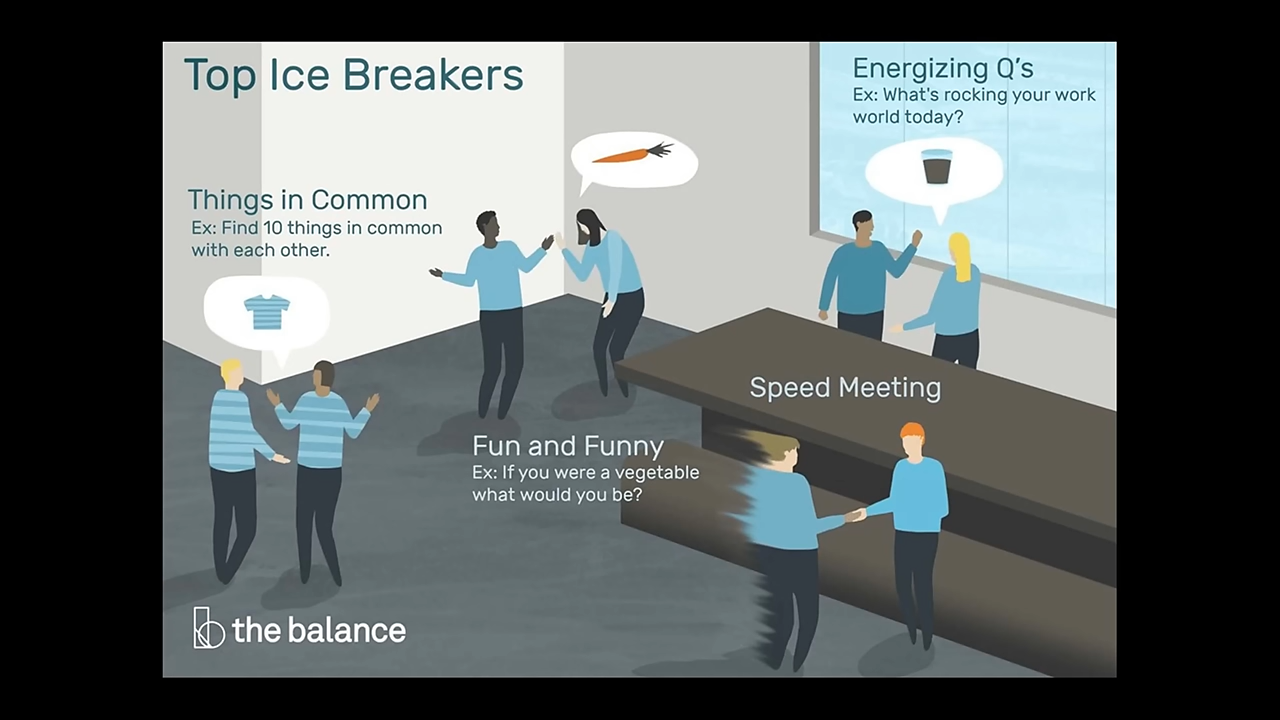 Top Ice Breakers
Energizing Q's
Ex: What's rocking your work
world today?
Things in Common
Ex: Find 10 things in common
with each other.
Speed Meeting
Fun and Funny
Ex: If you were a vegetable
what would you be?
the balance